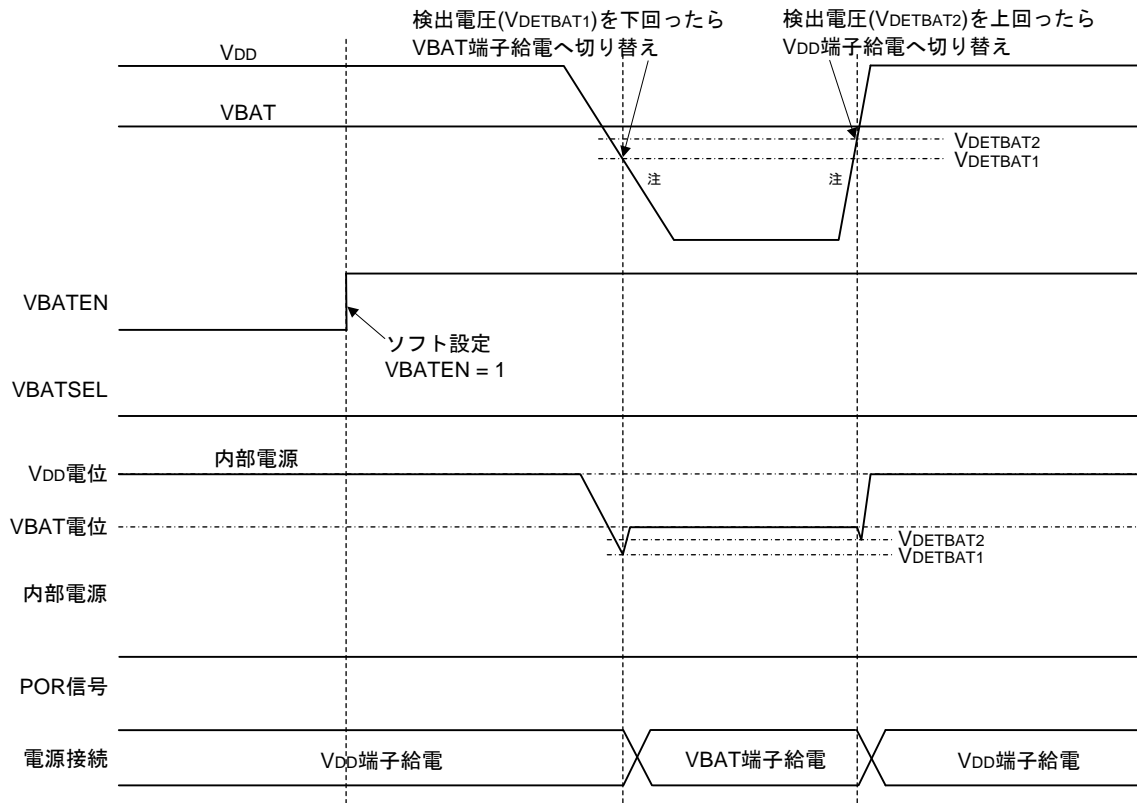 検出電圧(VDETBAT1)を下回ったら
VBAT端子給電へ切り替え
検出電圧(VDETBAT2)を上回ったら
VDD端子給電へ切り替え
VDD
VBAT
VDETBAT2
VDETBAT1
注
注
VBATEN
ソフト設定
VBATEN = 1
VBATSEL
VDD電位
内部電源
VBAT電位
VDETBAT2
VDETBAT1
内部電源
POR信号
電源接続
VDD端子給電
VBAT端子給電
VDD端子給電